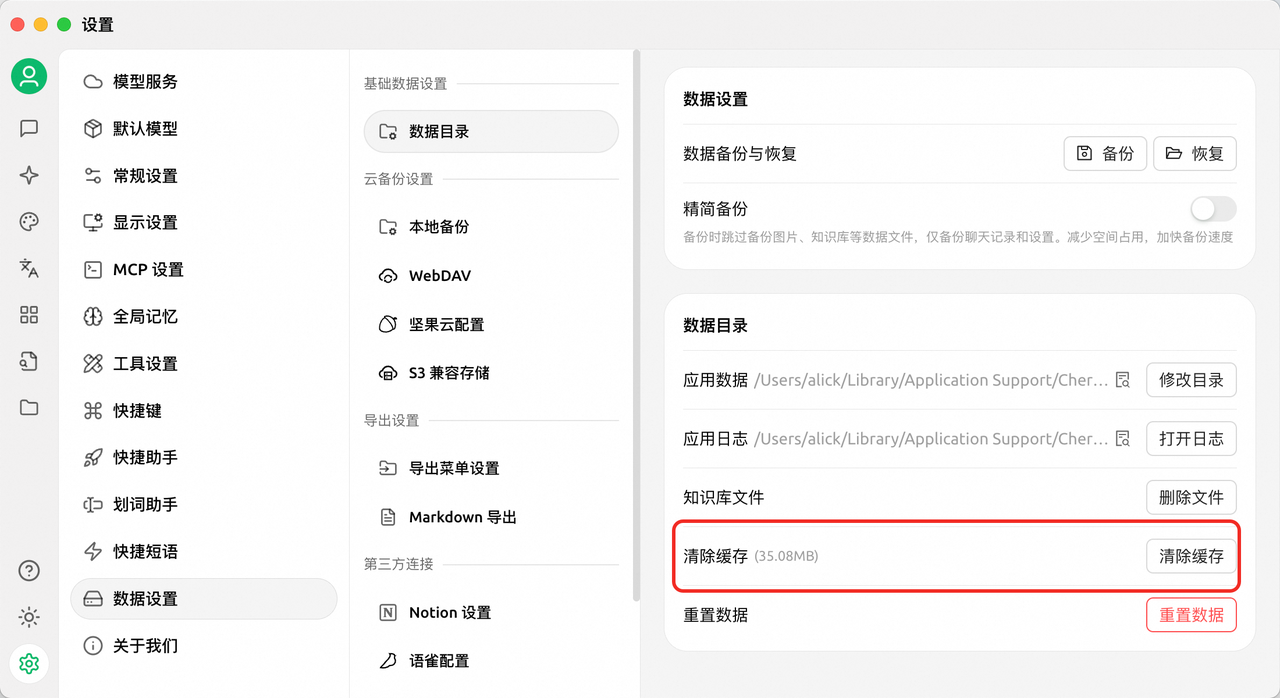 设置
模型服务
默认模型
常规设置
显示设置
MCP 设置
全局记忆
工具设置
快捷键
快捷助手
划词助手
快捷短语
数据设置
关于我们
基础数据设置
数据目录
云备份设置
本地备份
WebDAV
坚果云配置
S3 兼容存储
导出设置
导出菜单设置
Markdown 导出
第三方连接
Notion 设置
语雀配置
数据设置
数据备份与恢复 备份 恢复
精简备份
备份时跳过备份图片、知识库等数据文件，仅备份聊天记录和设置。减少空间占用，加快备份速度
数据目录
应用数据 /Users/alick/Library/Application Support/Cher... 修改目录
应用日志 /Users/alick/Library/Application Support/Cher... 打开日志
知识库文件 删除文件
清除缓存 (35.08MB) 清除缓存
重置数据 重置数据